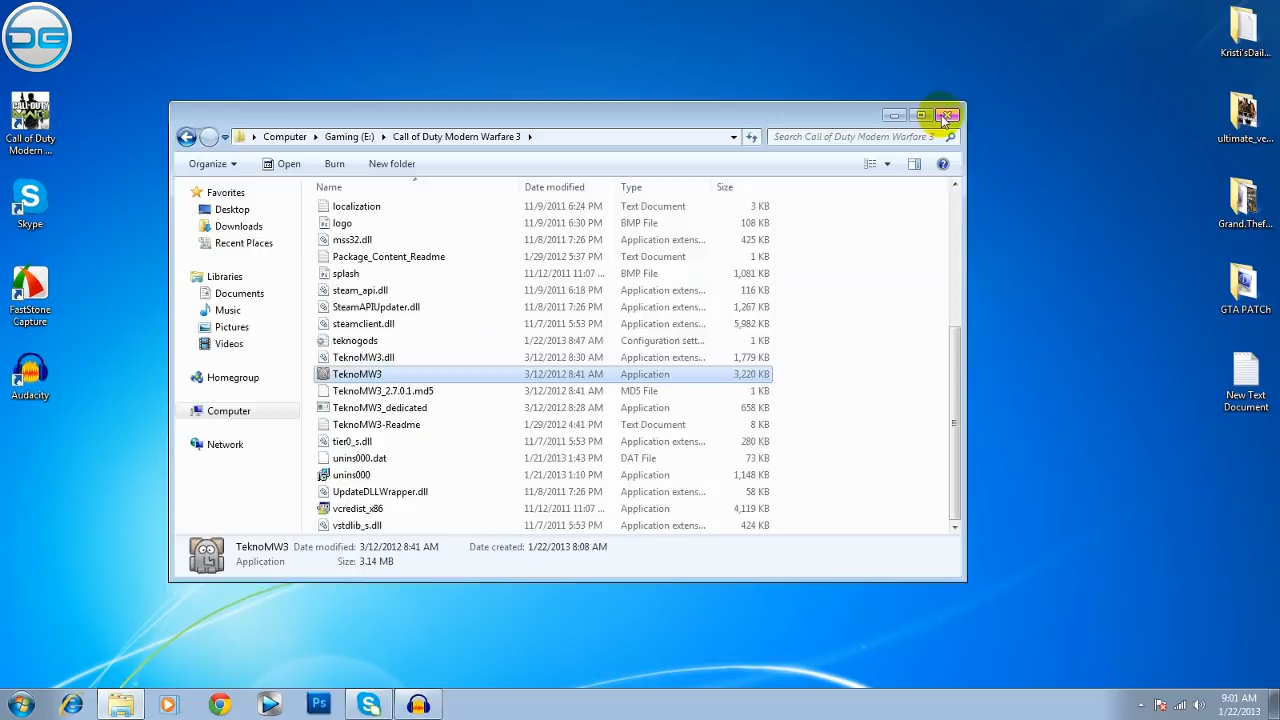 DG
Call of Duty
Modern ...
Skype
FastStone
Capture
Audacity
Computer Gaming (E:) Call of Duty Modern Warfare 3
Search Call of Duty Modern Warfare 3
Organize Open Burn New folder
Favorites
Desktop
Downloads
Recent Places
Libraries
Documents
Music
Pictures
Videos
Homegroup
Computer
Network
Name Date modified Type Size
localization 11/9/2011 6:24 PM Text Document 3 KB
logo 11/9/2011 6:30 PM BMP File 108 KB
mss32.dll 11/8/2011 7:26 PM Application extens... 425 KB
Package_Content_Readme 1/29/2012 5:37 PM Text Document 1 KB
splash 11/12/2011 11:07 ... BMP File 1,081 KB
steam_api.dll 11/9/2011 6:18 PM Application extens... 116 KB
SteamAPIUpdater.dll 11/8/2011 7:26 PM Application extens... 1,267 KB
steamclient.dll 11/7/2011 5:53 PM Application extens... 5,982 KB
teknogods 1/22/2013 8:47 AM Configuration sett... 1 KB
TeknoMW3.dll 3/12/2012 8:30 AM Application extens... 1,779 KB
TeknoMW3 3/12/2012 8:41 AM Application 3,220 KB
TeknoMW3_2.7.0.1.md5 3/12/2012 8:41 AM MD5 File 1 KB
TeknoMW3_dedicated 3/12/2012 8:28 AM Application 658 KB
TeknoMW3-Readme 1/29/2012 4:41 PM Text Document 8 KB
tier0_s.dll 11/7/2011 5:53 PM Application extens... 280 KB
unins000.dat 1/21/2013 1:43 PM DAT File 73 KB
unins000 1/21/2013 1:10 PM Application 1,148 KB
UpdateDLLWrapper.dll 11/8/2011 7:26 PM Application extens... 58 KB
vcredist_x86 11/12/2011 11:07 ... Application 4,119 KB
vstdlib_s.dll 11/7/2011 5:53 PM Application extens... 424 KB
TeknoMW3 Date modified: 3/12/2012 8:41 AM Date created: 1/22/2013 8:08 AM
Application Size: 3.14 MB
Kristi'sDail...
ultimate_ve...
Grand.Thef...
GTA PATCh
New Text
Document
Ps
9:01 AM
1/22/2013